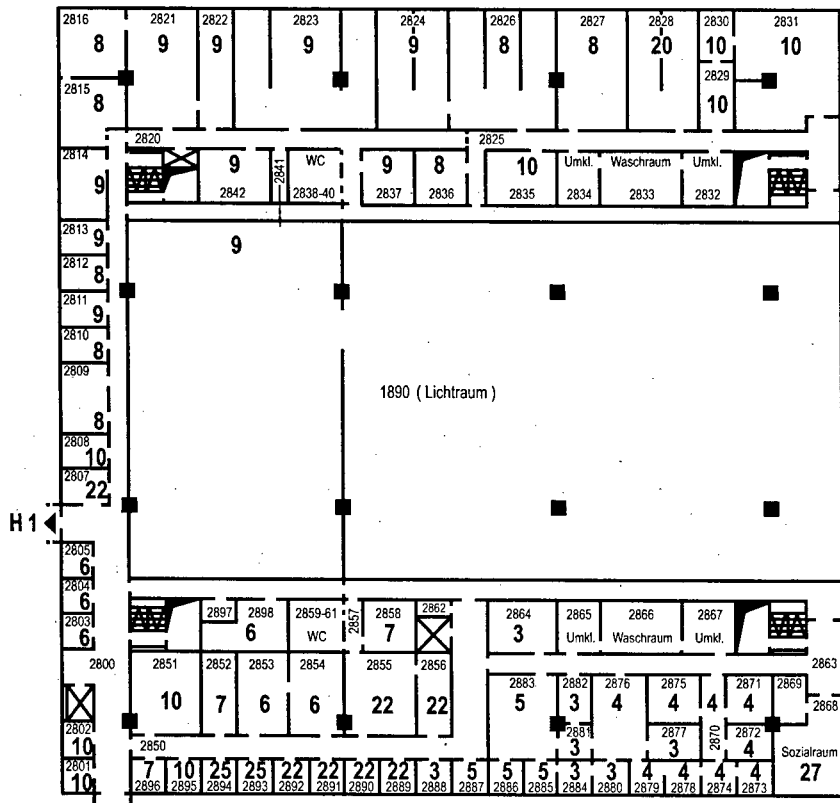 2816 2821 2822 2823 2824 2826 2827 2828 2830 2831
8 9 9 9 9 8 8 20 10 10
2815 2829
8 10
2820 2825
2814 2841 WC Umkl. Waschraum Umkl.
9 9 9 8 10
2842 2838-40 2837 2836 2835 2834 2833 2832
2813
9 9
2812
8
2811
9
2810
8
2809
1890 ( Lichtraum )
8
2808
10
2807
22
H1
2805
6
2804
6
2803
6
2897 2898 2859-61 2857 2858 2862 2864 2865 2866 2867
6 WC 7 3 Umkl. Waschraum Umkl.
2800 2851 2852 2853 2854 2855 2856 2863
10 7 6 6 22 22
2883 2882 2876 2875 2871 2869 2868
5 3 4 4 4 4
2802 2881 2877 2870 2872
10 3 3 4
2850 Sozialraum
27
2801
10
7 10 25 25 22 22 22 22 3 5 5 5 3 3 4 4 4 4
2896 2895 2894 2893 2892 2891 2890 2889 2888 2887 2886 2885 2884 2880 2879 2878 2874 2873